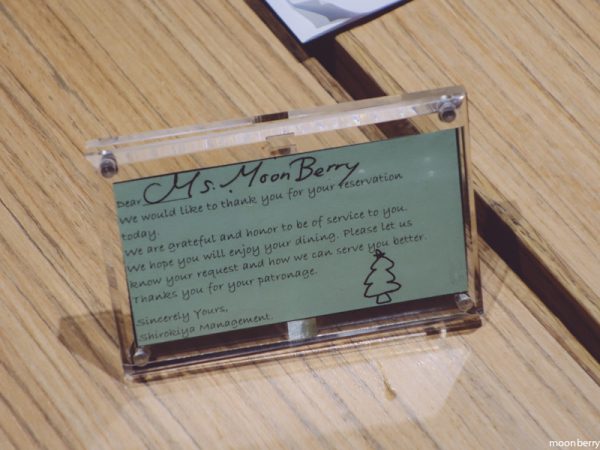 Dear Ms. MoonBerry
We would like to thank you for your reservation
today.
We are grateful and honor to be of service to you.
We hope you will enjoy your dining. Please let us
know your request and how we can serve you better.
Thanks you for your patronage.
Sincerely Yours,
Shirokiya Management.
moonberry